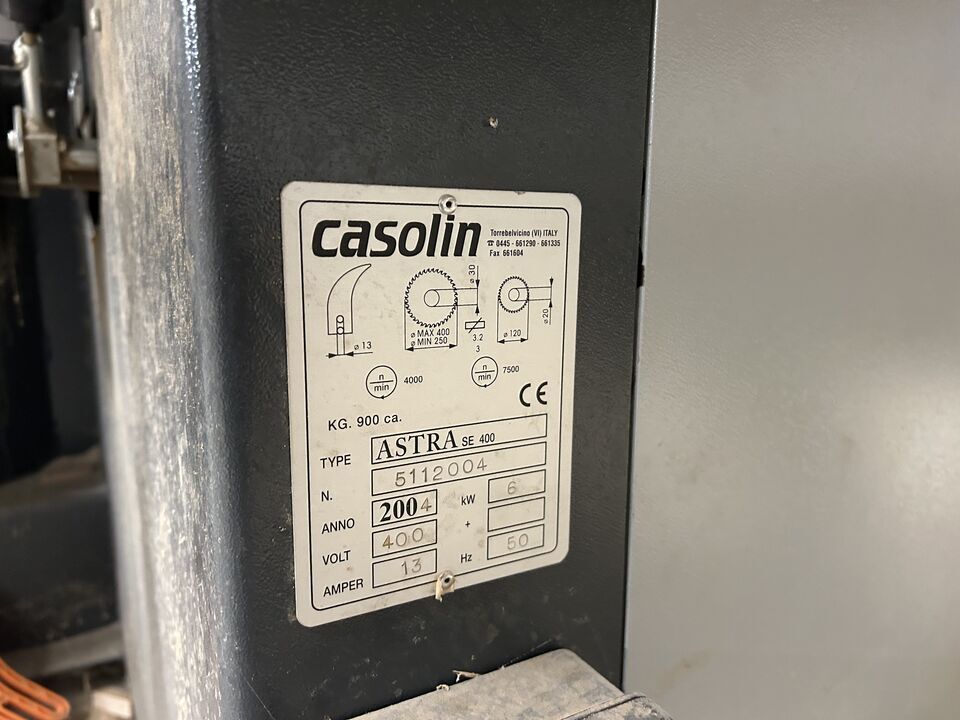 casolin
Torrebelvicino (VI) ITALY
☎ 0445 - 661290 - 661335
Fax 661604
ø 13
ø MAX 400
ø MIN 250
ø 30
3.2
3
ø 120
ø 20
n
min
4000
n
min
7500
CE
KG. 900 ca.
TYPE ASTRA SE 400
N. 5112004
ANNO 2004 kW 6
VOLT 400 +
AMPER 13 Hz 50